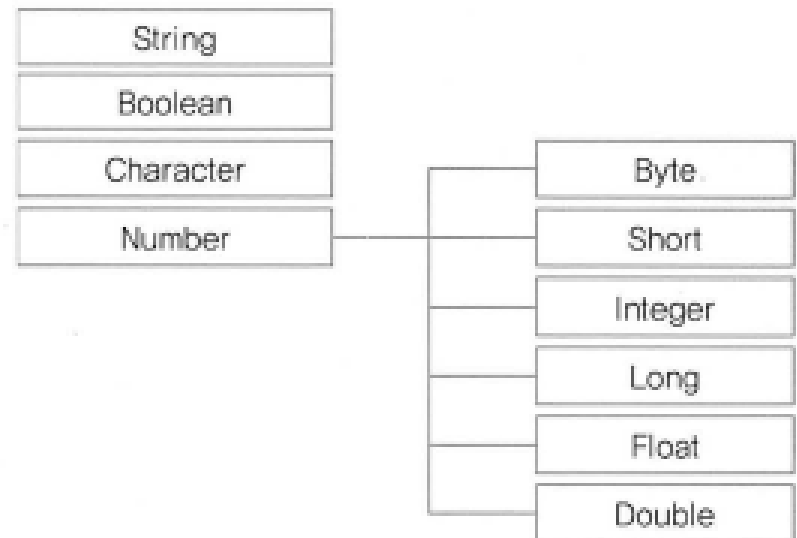 String
Boolean
Character
Number
Byte
Short
Integer
Long
Float
Double